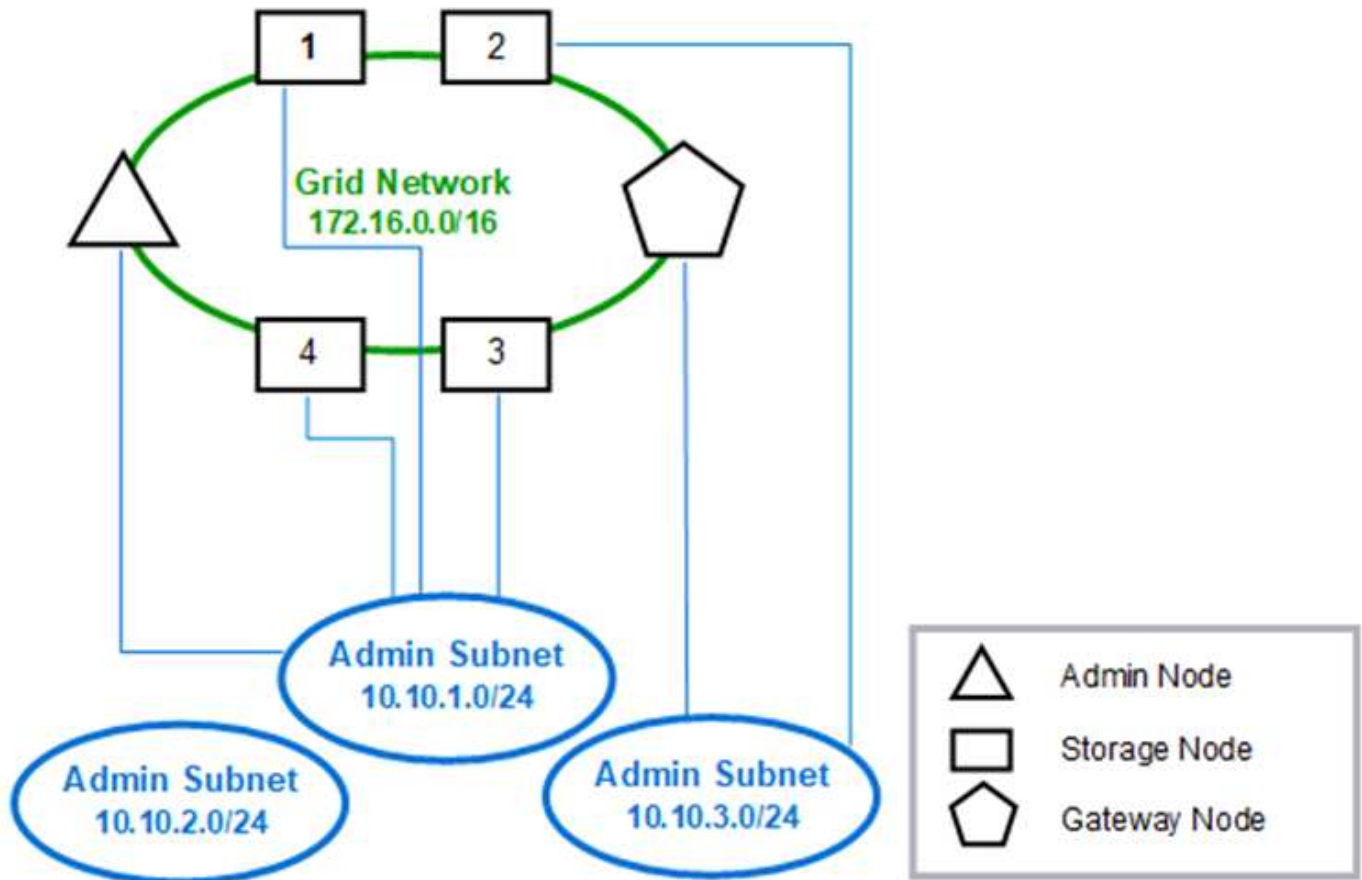 1
2
Grid Network
172.16.0.0/16
4
3
Admin Subnet
10.10.1.0/24
Admin Subnet
10.10.2.0/24
Admin Subnet
10.10.3.0/24
Admin Node
Storage Node
Gateway Node